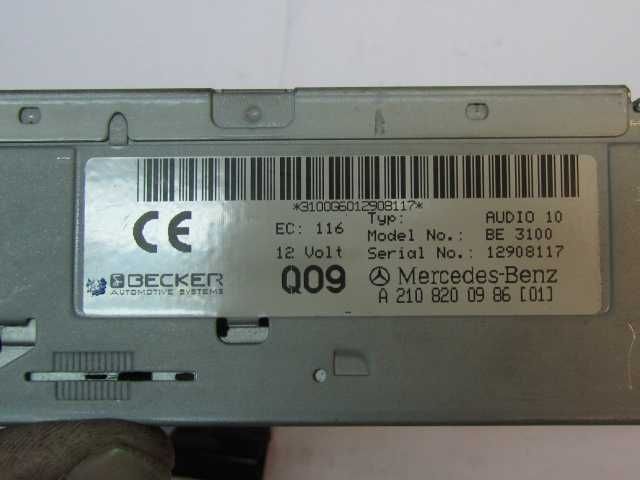 *3100G6012908117*
CE
EC: 116 Typ: AUDIO 10
Model No.: BE 3100
12 Volt Serial No.: 12908117
BECKER
AUTOMOTIVE SYSTEMS
Q09 Mercedes-Benz
A 210 820 09 86 [01]